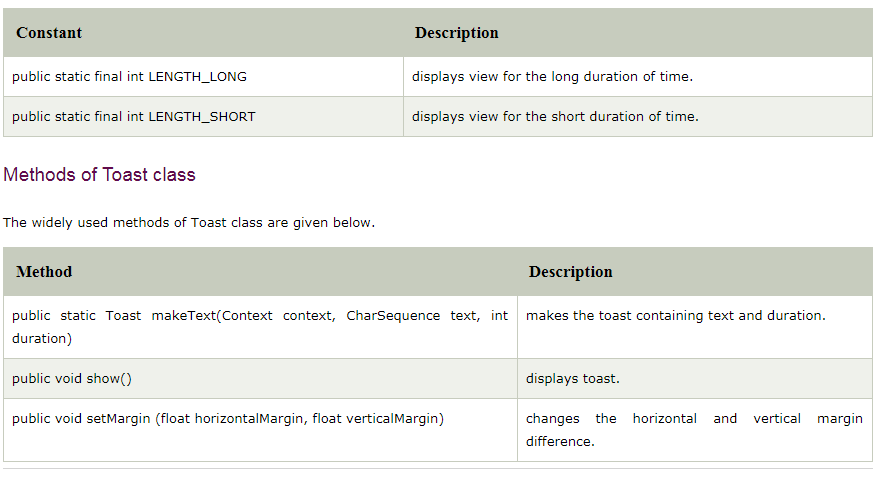 Constant Description
public static final int LENGTH_LONG displays view for the long duration of time.
public static final int LENGTH_SHORT displays view for the short duration of time.
Methods of Toast class
The widely used methods of Toast class are given below.
Method Description
public static Toast makeText(Context context, CharSequence text, int makes the toast containing text and duration.
duration)
public void show() displays toast.
public void setMargin (float horizontalMargin, float verticalMargin) changes the horizontal and vertical margin
difference.